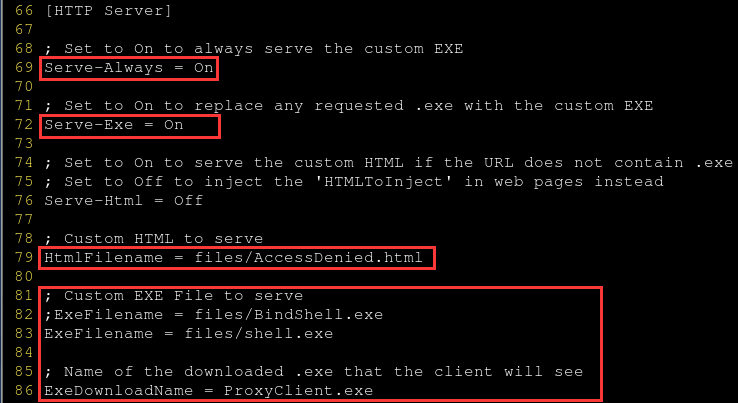 66 [HTTP Server]
67
68 ; Set to On to always serve the custom EXE
69 Serve-Always = On
70
71 ; Set to On to replace any requested .exe with the custom EXE
72 Serve-Exe = On
73
74 ; Set to On to serve the custom HTML if the URL does not contain .exe
75 ; Set to Off to inject the 'HTMLToInject' in web pages instead
76 Serve-Html = Off
77
78 ; Custom HTML to serve
79 HtmlFilename = files/AccessDenied.html
80
81 ; Custom EXE File to serve
82 ;ExeFilename = files/BindShell.exe
83 ExeFilename = files/shell.exe
84
85 ; Name of the downloaded .exe that the client will see
86 ExeDownloadName = ProxyClient.exe